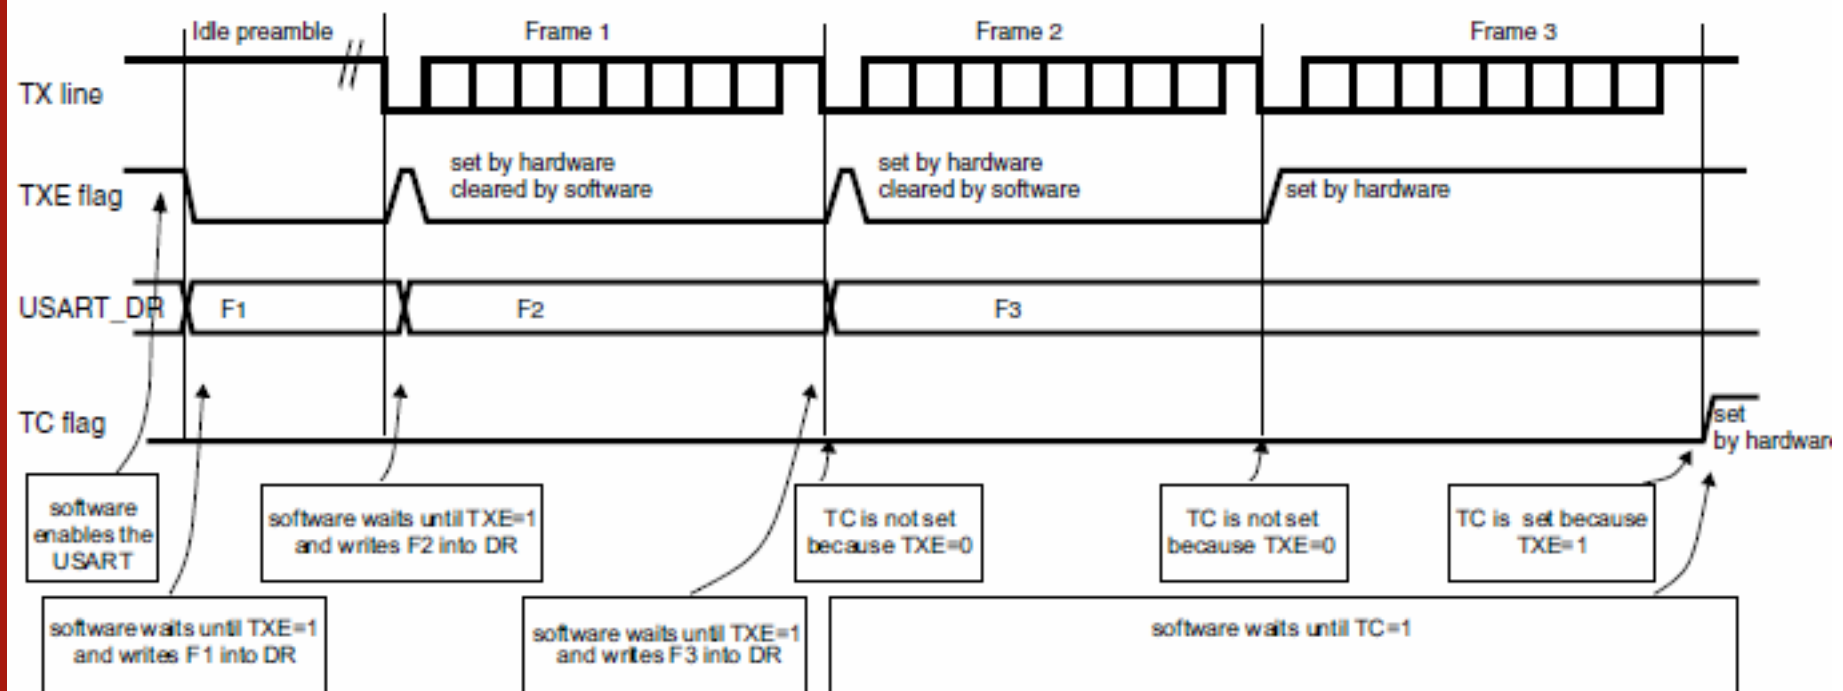 Idle preamble
Frame 1
Frame 2
Frame 3
TX line
set by hardware
cleared by software
set by hardware
cleared by software
TXE flag
set by hardware
USART_DR
F1
F2
F3
TC flag
set
by hardware
software
enables the
USART
software waits until TXE=1
and writes F2 into DR
TC is not set
because TXE=0
TC is not set
because TXE=0
TC is set because
TXE=1
software waits until TXE=1
and writes F1 into DR
software waits until TXE=1
and writes F3 into DR
software waits until TC=1